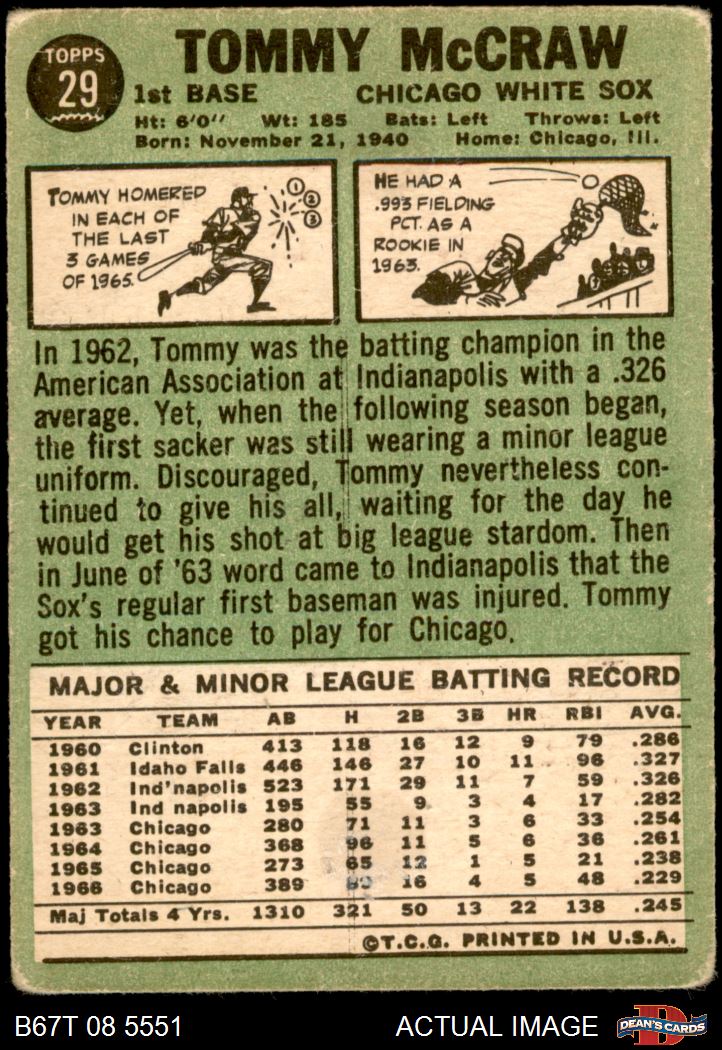 TOPPS
29
TOMMY McCRAW
1st BASE CHICAGO WHITE SOX
Ht: 6'0" Wt: 185 Bats: Left Throws: Left
Born: November 21, 1940 Home: Chicago, Ill.
TOMMY HOMERED
IN EACH OF
THE LAST
3 GAMES
OF 1965.
1
2
3
HE HAD A
.993 FIELDING
PCT. AS A
ROOKIE IN
1963.
In 1962, Tommy was the batting champion in the
American Association at Indianapolis with a .326
average. Yet, when the following season began,
the first sacker was still wearing a minor league
uniform. Discouraged, Tommy nevertheless con-
tinued to give his all, waiting for the day he
would get his shot at big league stardom. Then
in June of '63 word came to Indianapolis that the
Sox's regular first baseman was injured. Tommy
got his chance to play for Chicago.
MAJOR & MINOR LEAGUE BATTING RECORD
YEAR TEAM AB H 2B 3B HR RBI AVG.
1960 Clinton 413 118 16 12 9 79 .286
1961 Idaho Falls 446 146 27 10 11 96 .327
1962 Ind'napolis 523 171 29 11 7 59 .326
1963 Ind napolis 195 55 9 3 4 17 .282
1963 Chicago 280 71 11 3 6 33 .254
1964 Chicago 368 96 11 5 6 36 .261
1965 Chicago 273 65 12 1 5 21 .238
1966 Chicago 389 16 4 5 48 .229
Maj Totals 4 Yrs. 1310 321 50 13 22 138 .245
©T.C.G. PRINTED IN U.S.A.
B67T 08 5551 ACTUAL IMAGE
DEAN'S CARDS